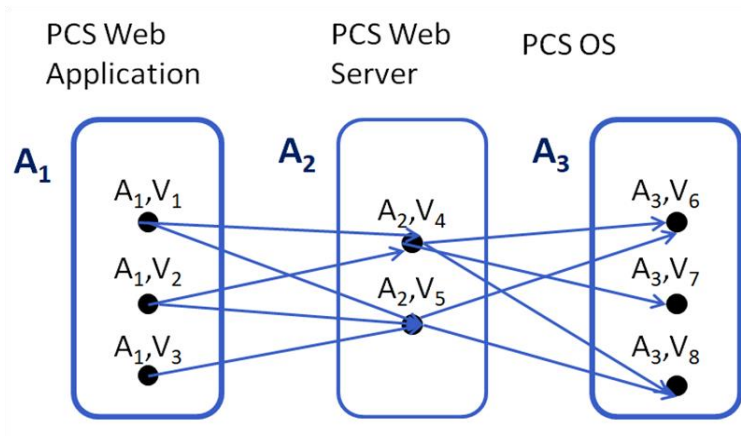 PCS Web
Application
PCS Web
Server
PCS OS
A₁
A₂
A₃
A₁,V₁
A₁,V₂
A₁,V₃
A₂,V₄
A₂,V₅
A₃,V₆
A₃,V₇
A₃,V₈